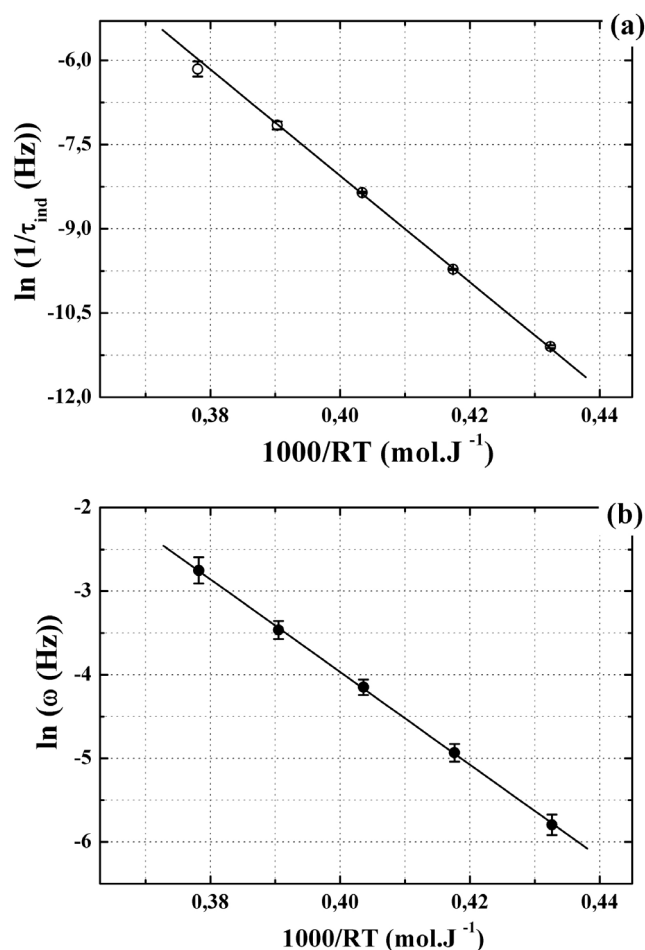 (a)
-6,0
-7,5
-9,0
-10,5
-12,0
ln (1/τind (Hz))
0,38 0,40 0,42 0,44
1000/RT (mol.J -1)
(b)
-2
-3
-4
-5
-6
ln (ω (Hz))
0,38 0,40 0,42 0,44
1000/RT (mol.J -1)